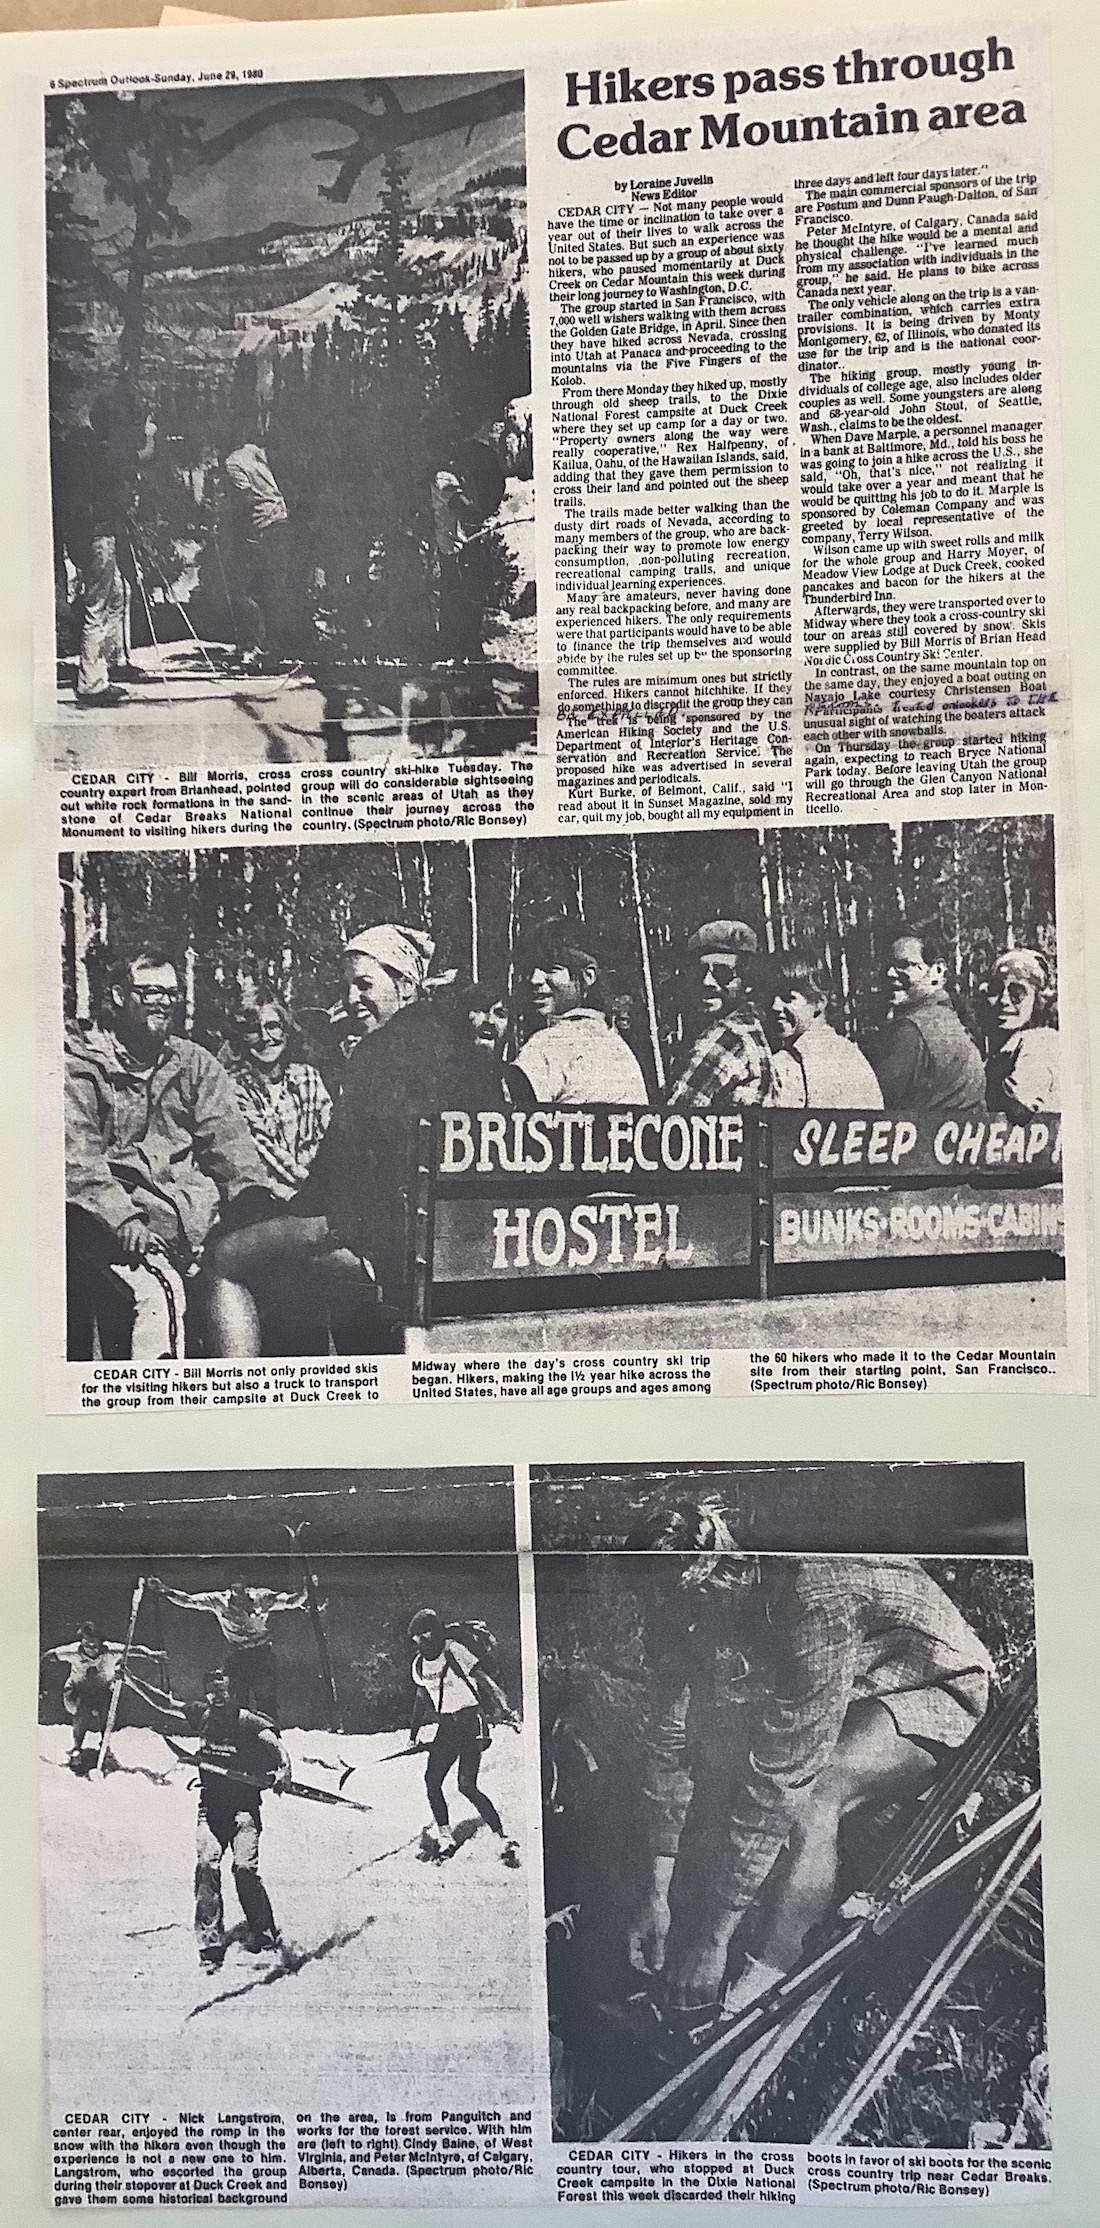 6 Spectrum Outlook-Sunday, June 29, 1980
Hikers pass through
Cedar Mountain area
by Loraine Juvelin
News Editor
CEDAR CITY — Not many people would
have the time or inclination to take over a
year out of their lives to walk across the
United States. But such an experience was
not to be passed up by a group of about sixty
hikers, who paused momentarily at Duck
Creek on Cedar Mountain this week during
their long journey to Washington, D.C.
The group started in San Francisco, with
7,000 well wishers walking with them across
the Golden Gate Bridge, in April. Since then
they have hiked across Nevada, crossing
into Utah at Panaca and proceeding to the
mountains via the Five Fingers of the
Kolob.
From there Monday they hiked up, mostly
through old sheep trails, to the Dixie
National Forest campsite at Duck Creek
where they set up camp for a day or two.
"Property owners along the way were
really cooperative," Rex Halfpenny, of
Kailua, Oahu, of the Hawaiian Islands, said,
adding that they gave them permission to
cross their land and pointed out the sheep
trails.
The trails made better walking than the
dusty dirt roads of Nevada, according to
many members of the group, who are back-
packing their way to promote low energy
consumption, non-polluting recreation,
recreational camping trails, and unique
individual learning experiences.
Many are amateurs, never having done
any real backpacking before, and many are
experienced hikers. The only requirements
were that participants would have to be able
to finance the trip themselves and would
abide by the rules set up by the sponsoring
committee.
The rules are minimum ones but strictly
enforced. Hikers cannot hitchhike. If they
do something to discredit the group they can
The trek is being sponsored by the
American Hiking Society and the U.S.
Department of Interior's Heritage Con-
servation and Recreation Service. The
proposed hike was advertised in several
magazines and periodicals.
Kurt Burke, of Belmont, Calif., said "I
read about it in Sunset Magazine, sold my
car, quit my job, bought all my equipment in
three days and left four days later."
The main commercial sponsors of the trip
are Postum and Dunn Paugh-Dalton, of San
Francisco.
Peter McIntyre, of Calgary, Canada said
he thought the hike would be a mental and
physical challenge. "I've learned much
from my association with individuals in the
group," he said. He plans to bike across
Canada next year.
The only vehicle along on the trip is a van-
trailer combination, which carries extra
provisions. It is being driven by Monty
Montgomery, 62, of Illinois, who donated its
use for the trip and is the national coor-
dinator..
The hiking group, mostly young in-
dividuals of college age, also includes older
couples as well. Some youngsters are along
and 68-year-old John Stout, of Seattle,
Wash., claims to be the oldest.
When Dave Marple, a personnel manager
in a bank at Baltimore, Md., told his boss he
was going to join a hike across the U.S., she
said, "Oh, that's nice," not realizing it
would take over a year and meant that he
would be quitting his job to do it. Marple is
sponsored by Coleman Company and was
greeted by local representative of the
company, Terry Wilson.
Wilson came up with sweet rolls and milk
for the whole group and Harry Moyer, of
Meadow View Lodge at Duck Creek, cooked
pancakes and bacon for the hikers at the
Thunderbird Inn.
Afterwards, they were transported over to
Midway where they took a cross-country ski
tour on areas still covered by snow. Skis
were supplied by Bill Morris of Brian Head
Nordic Cross Country Ski Center.
In contrast, on the same mountain top on
the same day, they enjoyed a boat outing on
Navajo Lake courtesy Christensen Boat
Participants treated onlookers to the
unusual sight of watching the boaters attack
each other with snowballs.
On Thursday the group started hiking
again, expecting to reach Bryce National
Park today. Before leaving Utah the group
will go through the Glen Canyon National
Recreational Area and stop later in Mon-
ticello.
CEDAR CITY - Bill Morris, cross
country expert from Brianhead, pointed
out white rock formations in the sand-
stone of Cedar Breaks National
Monument to visiting hikers during the
cross country ski-hike Tuesday. The
group will do considerable sightseeing
in the scenic areas of Utah as they
continue their journey across the
country. (Spectrum photo/Ric Bonsey)
BRISTLECONE
HOSTEL
SLEEP CHEAP!
BUNKS·ROOMS·CABIN
CEDAR CITY - Bill Morris not only provided skis
for the visiting hikers but also a truck to transport
the group from their campsite at Duck Creek to
Midway where the day's cross country ski trip
began. Hikers, making the 1½ year hike across the
United States, have all age groups and ages among
the 60 hikers who made it to the Cedar Mountain
site from their starting point, San Francisco..
(Spectrum photo/Ric Bonsey)
CEDAR CITY - Nick Langstrom,
center rear, enjoyed the romp in the
snow with the hikers even though the
experience is not a new one to him.
Langstrom, who escorted the group
during their stopover at Duck Creek and
gave them some historical background
on the area, is from Panguitch and
works for the forest service. With him
are (left to right) Cindy Baine, of West
Virginia, and Peter McIntyre, of Calgary,
Alberta, Canada. (Spectrum photo/Ric
Bonsey)
CEDAR CITY - Hikers in the cross
country tour, who stopped at Duck
Creek campsite in the Dixie National
Forest this week discarded their hiking
boots in favor of ski boots for the scenic
cross country trip near Cedar Breaks.
(Spectrum photo/Ric Bonsey)